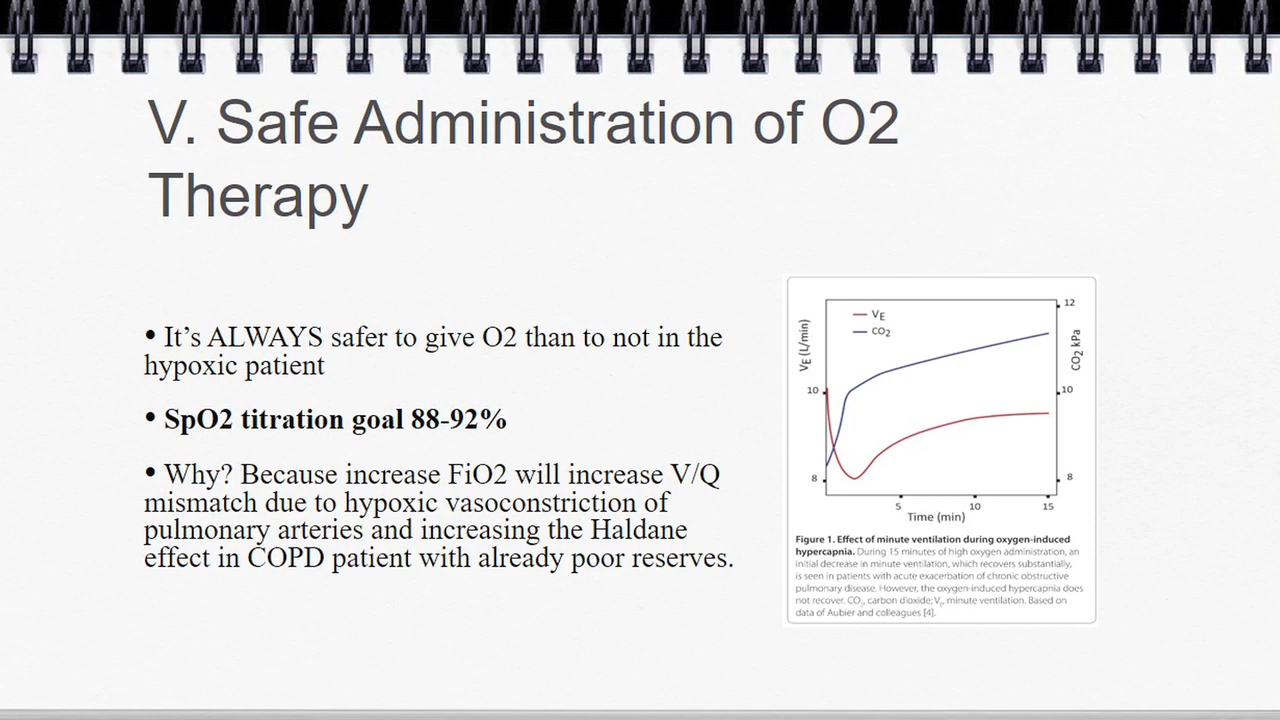 V. Safe Administration of O2
Therapy
• It’s ALWAYS safer to give O2 than to not in the
hypoxic patient
• SpO2 titration goal 88-92%
• Why? Because increase FiO2 will increase V/Q
mismatch due to hypoxic vasoconstriction of
pulmonary arteries and increasing the Haldane
effect in COPD patient with already poor reserves.
VE
CO2
VE (L/min)
10
8
12
10
8
CO2 kPa
5
10
15
Time (min)
Figure 1. Effect of minute ventilation during oxygen-induced
hypercapnia. During 15 minutes of high oxygen administration, an
initial decrease in minute ventilation, which recovers substantially,
is seen in patients with acute exacerbation of chronic obstructive
pulmonary disease. However, the oxygen-induced hypercapnia does
not recover. CO2, carbon dioxide; VE, minute ventilation. Based on
data of Aubier and colleagues [4].